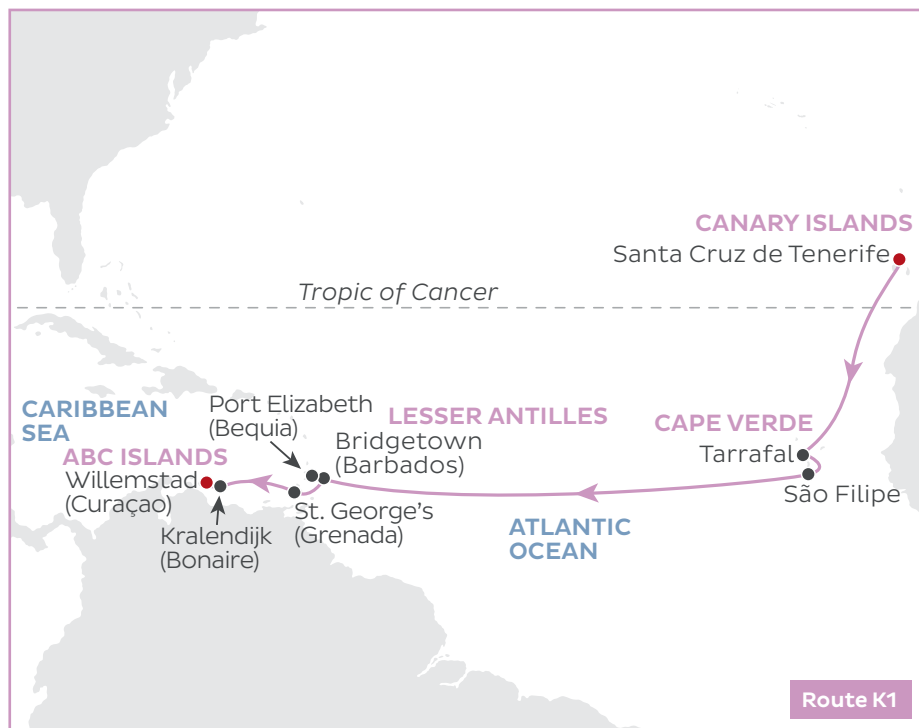 CANARY ISLANDS
Santa Cruz de Tenerife
Tropic of Cancer
CARIBBEAN
SEA
Port Elizabeth
(Bequia)
LESSER ANTILLES
CAPE VERDE
Bridgetown
(Barbados)
Tarrafal
ABC ISLANDS
Willemstad
(Curaçao)
São Filipe
St. George's
(Grenada)
Kralendijk
(Bonaire)
ATLANTIC
OCEAN
Route K1